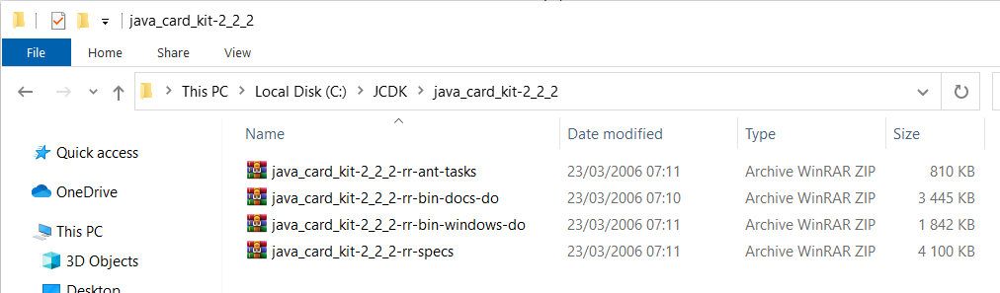 java_card_kit-2_2_2
File Home Share View
This PC Local Disk (C:) JCDK java_card_kit-2_2_2
Name Date modified Type Size
Quick access
java_card_kit-2_2_2-rr-ant-tasks 23/03/2006 07:11 Archive WinRAR ZIP 810 KB
java_card_kit-2_2_2-rr-bin-docs-do 23/03/2006 07:10 Archive WinRAR ZIP 3 445 KB
OneDrive
java_card_kit-2_2_2-rr-bin-windows-do 23/03/2006 07:11 Archive WinRAR ZIP 1 842 KB
This PC
java_card_kit-2_2_2-rr-specs 23/03/2006 07:11 Archive WinRAR ZIP 4 100 KB
3D Objects
Desktop